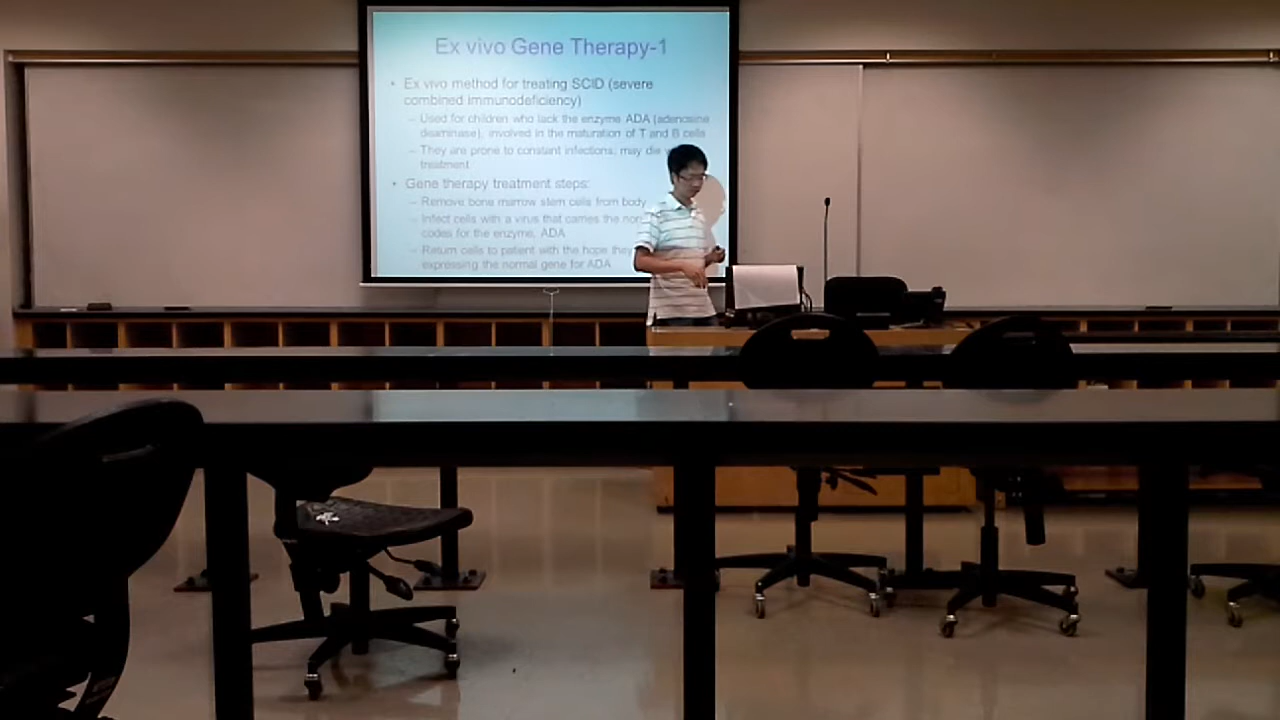 Ex vivo Gene Therapy-1
• Ex vivo method for treating SCID (severe
combined immunodeficiency)
– Used for children who lack the enzyme ADA (adenosine
deaminase), involved in the maturation of T and B cells
– They are prone to constant infections; may die
treatment
• Gene therapy treatment steps:
– Remove bone marrow stem cells from body
– Infect cells with a virus that carries the
codes for the enzyme, ADA
– Return cells to patient with the hope they
expressing the normal gene for ADA